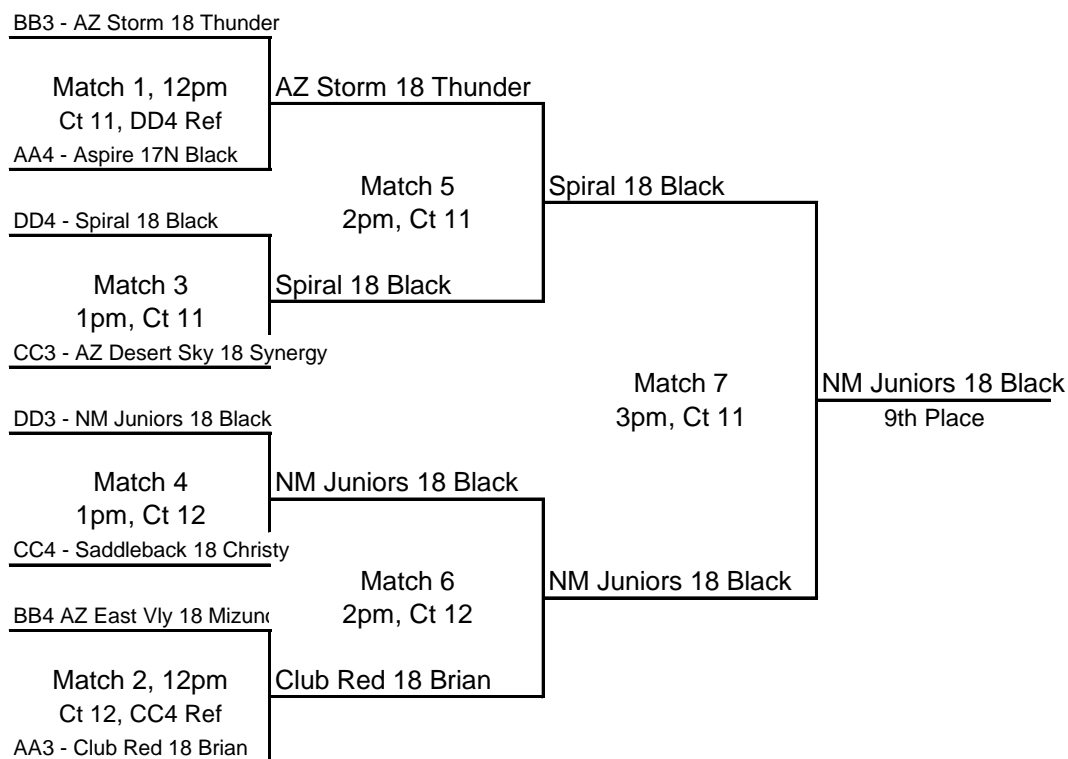 BB3 - AZ Storm 18 Thunder
Match 1, 12pm
Ct 11, DD4 Ref
AA4 - Aspire 17N Black
AZ Storm 18 Thunder
Match 5
2pm, Ct 11
Spiral 18 Black
DD4 - Spiral 18 Black
Match 3
1pm, Ct 11
Spiral 18 Black
CC3 - AZ Desert Sky 18 Synergy
Match 7
3pm, Ct 11
NM Juniors 18 Black
9th Place
DD3 - NM Juniors 18 Black
Match 4
1pm, Ct 12
NM Juniors 18 Black
CC4 - Saddleback 18 Christy
Match 6
2pm, Ct 12
NM Juniors 18 Black
BB4 AZ East Vly 18 Mizuno
Match 2, 12pm
Ct 12, CC4 Ref
Club Red 18 Brian
AA3 - Club Red 18 Brian